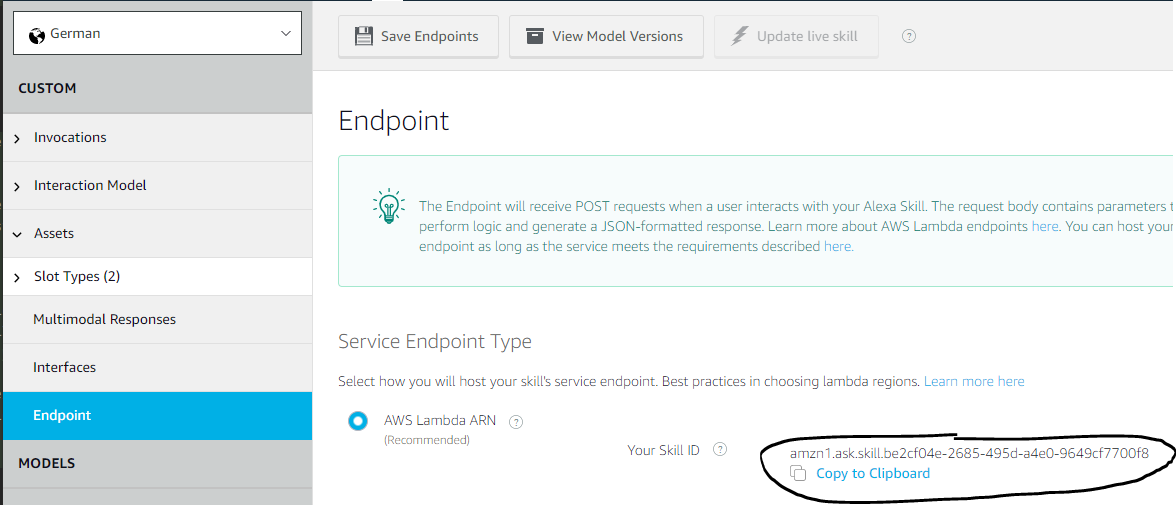 German
Save Endpoints
View Model Versions
Update live skill
?
CUSTOM
Invocations
Interaction Model
Assets
Slot Types (2)
Multimodal Responses
Interfaces
Endpoint
MODELS
Endpoint
The Endpoint will receive POST requests when a user interacts with your Alexa Skill. The request body contains parameters
perform logic and generate a JSON-formatted response. Learn more about AWS Lambda endpoints here. You can host your
endpoint as long as the service meets the requirements described here.
Service Endpoint Type
Select how you will host your skill's service endpoint. Best practices in choosing lambda regions. Learn more here
AWS Lambda ARN ?
(Recommended)
Your Skill ID ?
amzn1.ask.skill.be2cf04e-2685-495d-a4e0-9649cf7700f8
Copy to Clipboard